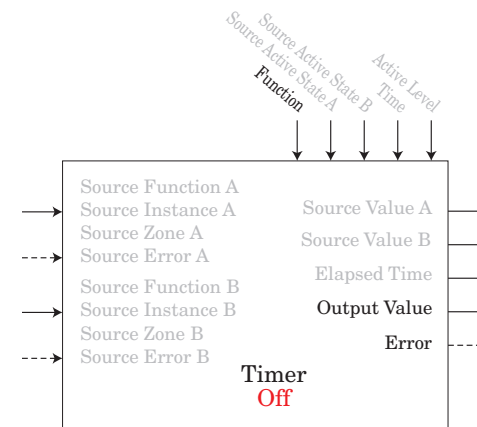 Function
Source Active State A
Source Active State B
Time
Active Level
Source Function A
Source Instance A
Source Zone A
Source Error A
Source Function B
Source Instance B
Source Zone B
Source Error B
Source Value A
Source Value B
Elapsed Time
Output Value
Error
Timer
Off